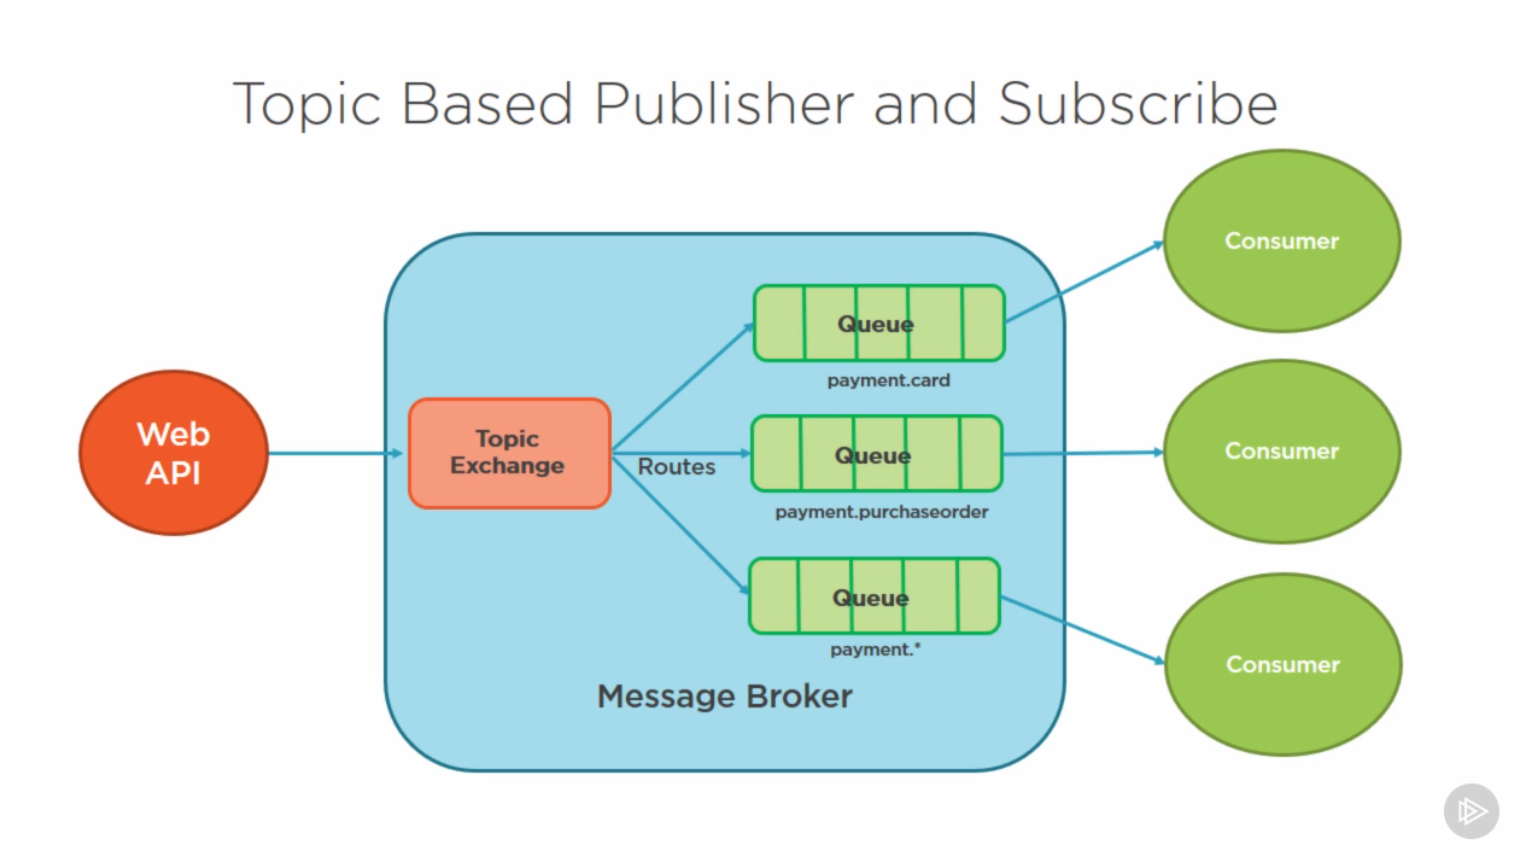 Topic Based Publisher and Subscribe
Consumer
Queue
payment.card
Web
API
Topic
Exchange
Routes
Queue
payment.purchaseorder
Consumer
Queue
payment.*
Consumer
Message Broker